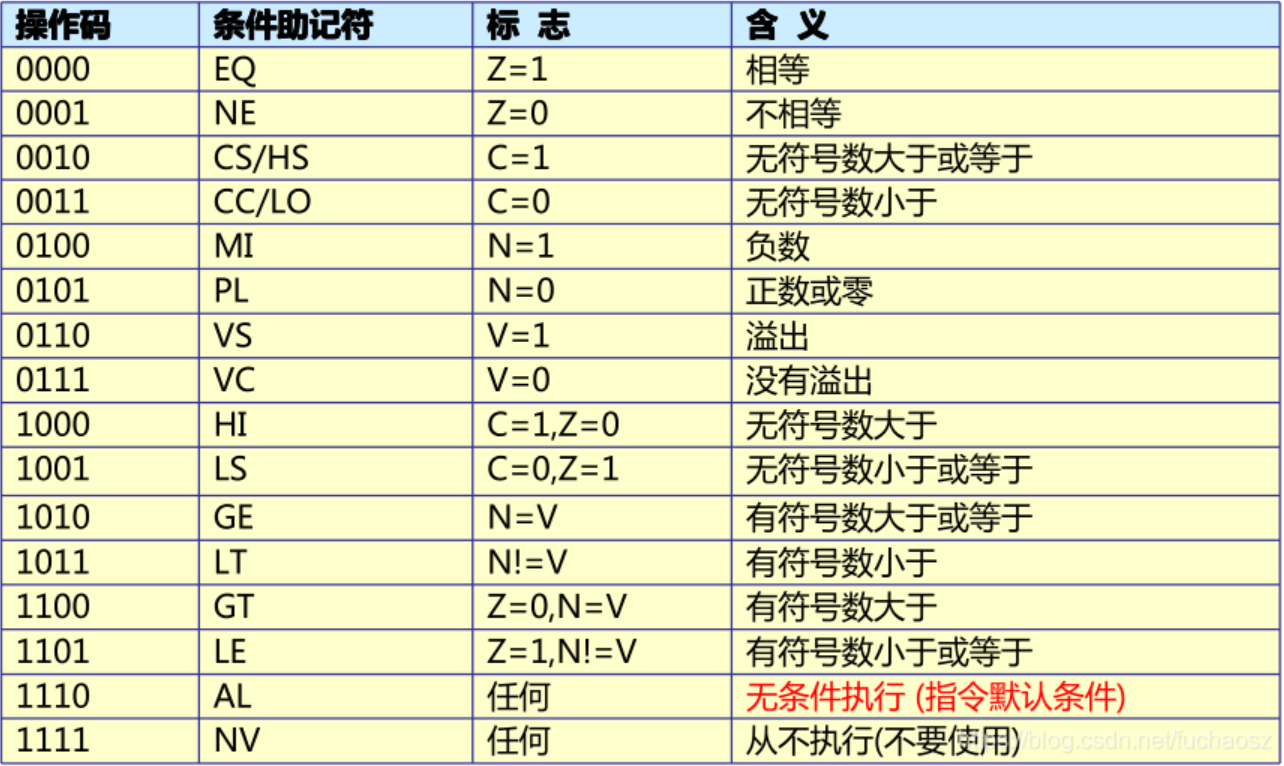 操作码 条件助记符 标 志 含 义
0000 EQ Z=1 相等
0001 NE Z=0 不相等
0010 CS/HS C=1 无符号数大于或等于
0011 CC/LO C=0 无符号数小于
0100 MI N=1 负数
0101 PL N=0 正数或零
0110 VS V=1 溢出
0111 VC V=0 没有溢出
1000 HI C=1,Z=0 无符号数大于
1001 LS C=0,Z=1 无符号数小于或等于
1010 GE N=V 有符号数大于或等于
1011 LT N!=V 有符号数小于
1100 GT Z=0,N=V 有符号数大于
1101 LE Z=1,N!=V 有符号数小于或等于
1110 AL 任何 无条件执行 (指令默认条件)
1111 NV 任何 从不执行(不要使用)
blog.csdn.net/fuchaosz